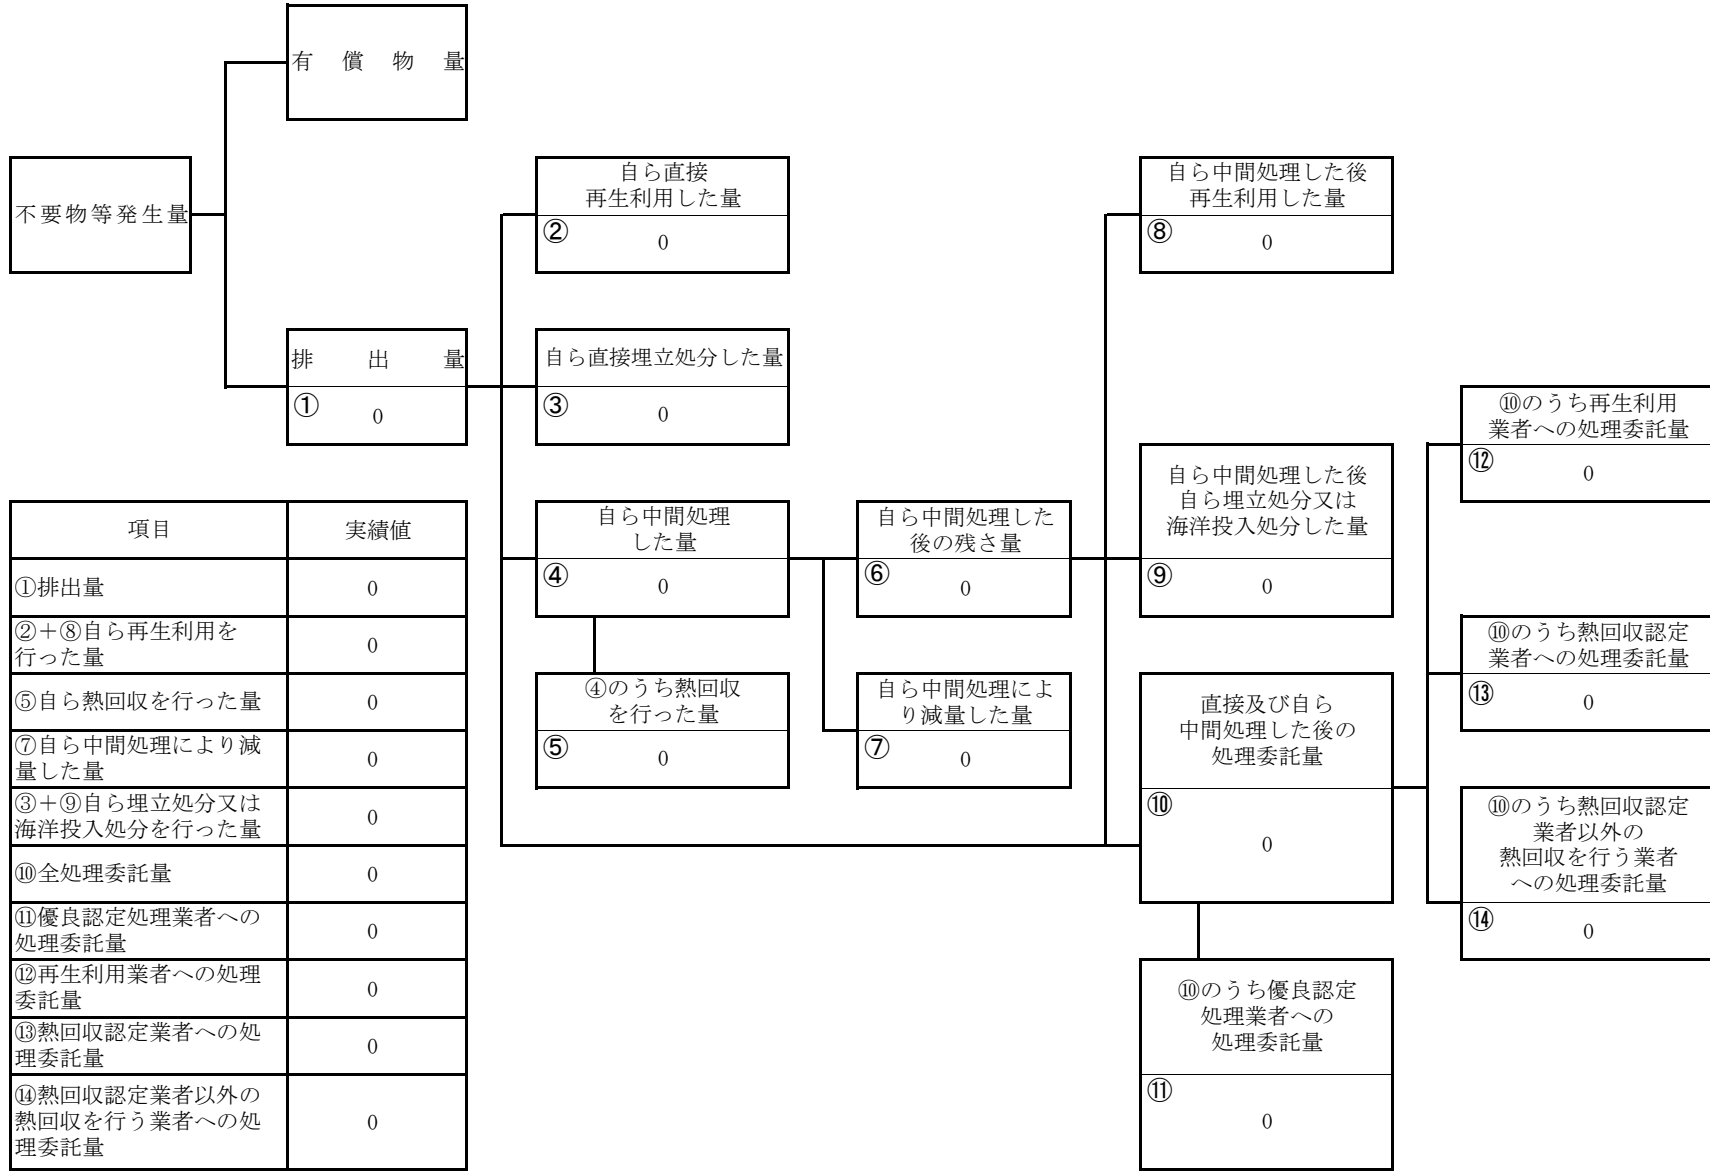 有償物量
不要物等発生量
排出量
①
0
自ら直接
再生利用した量
②
0
自ら直接埋立処分した量
③
0
自ら中間処理
した量
④
0
④のうち熱回収
を行った量
⑤
0
自ら中間処理した
後の残さ量
⑥
0
自ら中間処理によ
り減量した量
⑦
0
自ら中間処理した後
再生利用した量
⑧
0
自ら中間処理した後
自ら埋立処分又は
海洋投入処分した量
⑨
0
直接及び自ら
中間処理した後の
処理委託量
⑩
0
⑩のうち優良認定
処理業者への
処理委託量
⑪
0
⑩のうち再生利用
業者への処理委託量
⑫
0
⑩のうち熱回収認定
業者への処理委託量
⑬
0
⑩のうち熱回収認定
業者以外の
熱回収を行う業者
への処理委託量
⑭
0
項目 実績値
①排出量 0
②＋⑧自ら再生利用を
行った量 0
⑤自ら熱回収を行った量 0
⑦自ら中間処理により減
量した量 0
③＋⑨自ら埋立処分又は
海洋投入処分を行った量 0
⑩全処理委託量 0
⑪優良認定処理業者への
処理委託量 0
⑫再生利用業者への処理
委託量 0
⑬熱回収認定業者への処
理委託量 0
⑭熱回収認定業者以外の
熱回収を行う業者への処
理委託量 0